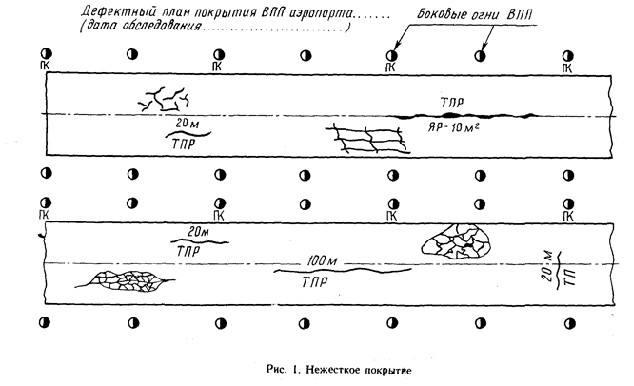 Дефектный план покрытия ВПП аэропорта.......
(дата обследования.....................)
боковые огни ВПП
ПК ПК ПК ПК
ТПР
20м
ТПР
ЯР-10м²
ПК ПК ПК ПК
20м
ТПР
100м
ТПР
20м
ТП
Рис. 1. Нежесткое покрытие